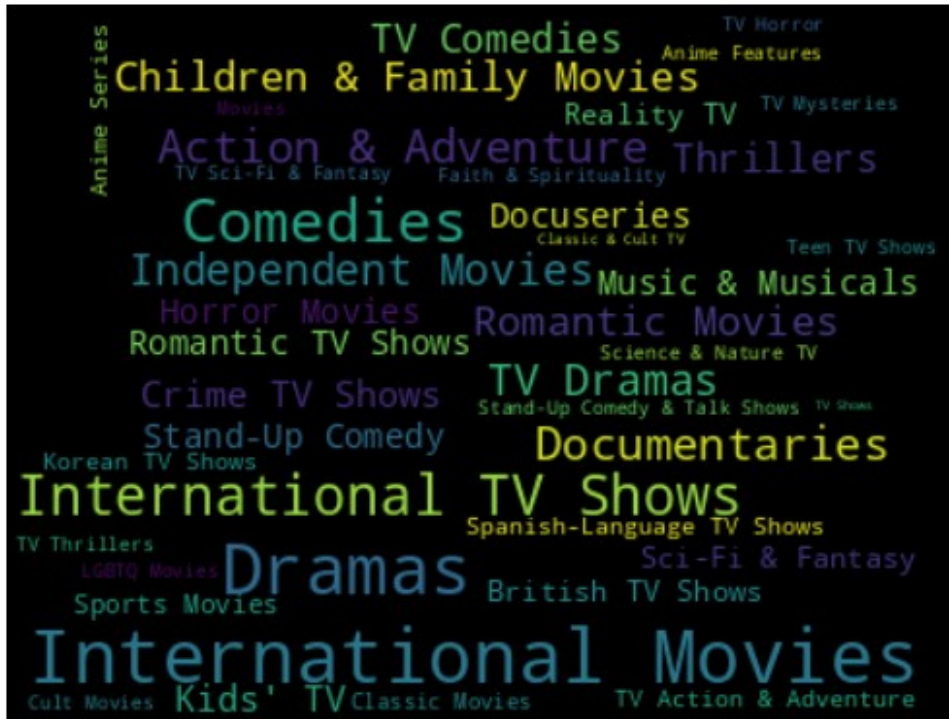 TV Horror
TV Comedies
Anime Features
Anime Series
Children & Family Movies
Movies
TV Mysteries
Reality TV
Action & Adventure
Thrillers
TV Sci-Fi & Fantasy
Faith & Spirituality
Comedies
Docuseries
Classic & Cult TV
Teen TV Shows
Independent Movies
Music & Musicals
Horror Movies
Romantic Movies
Romantic TV Shows
Science & Nature TV
TV Dramas
Crime TV Shows
Stand-Up Comedy & Talk Shows
TV Shows
Stand-Up Comedy
Documentaries
Korean TV Shows
International TV Shows
Spanish-Language TV Shows
TV Thrillers
Sci-Fi & Fantasy
LGBTQ Movies
Dramas
British TV Shows
Sports Movies
International Movies
Cult Movies
Kids' TV
Classic Movies
TV Action & Adventure